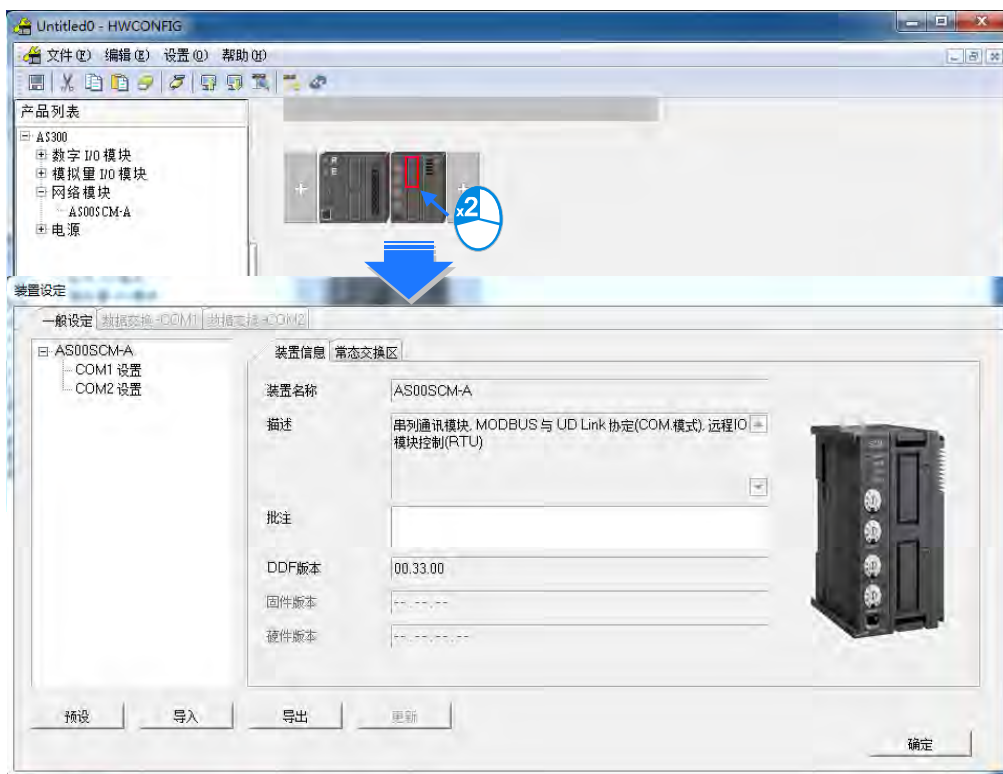 Untitled0 - HWCONFIG
文件(F) 编辑(E) 设置(O) 帮助(H)
产品列表
AS300
数字 I/O 模块
模拟量 I/O 模块
网络模块
AS00SCM-A
电源
x2
装置设定
一般设定 数据交换 -COM1 数据交换 -COM2
AS00SCM-A
COM1 设置
COM2 设置
装置信息 常态交换区
装置名称 AS00SCM-A
描述 串列通讯模块, MODBUS 与 UD Link 协定(COM 模式), 远程IO
模块控制(RTU)
批注
DDF版本 00.33.00
固件版本 --.--.--
硬件版本 --.--.--.--
预设 导入 导出 更新
确定